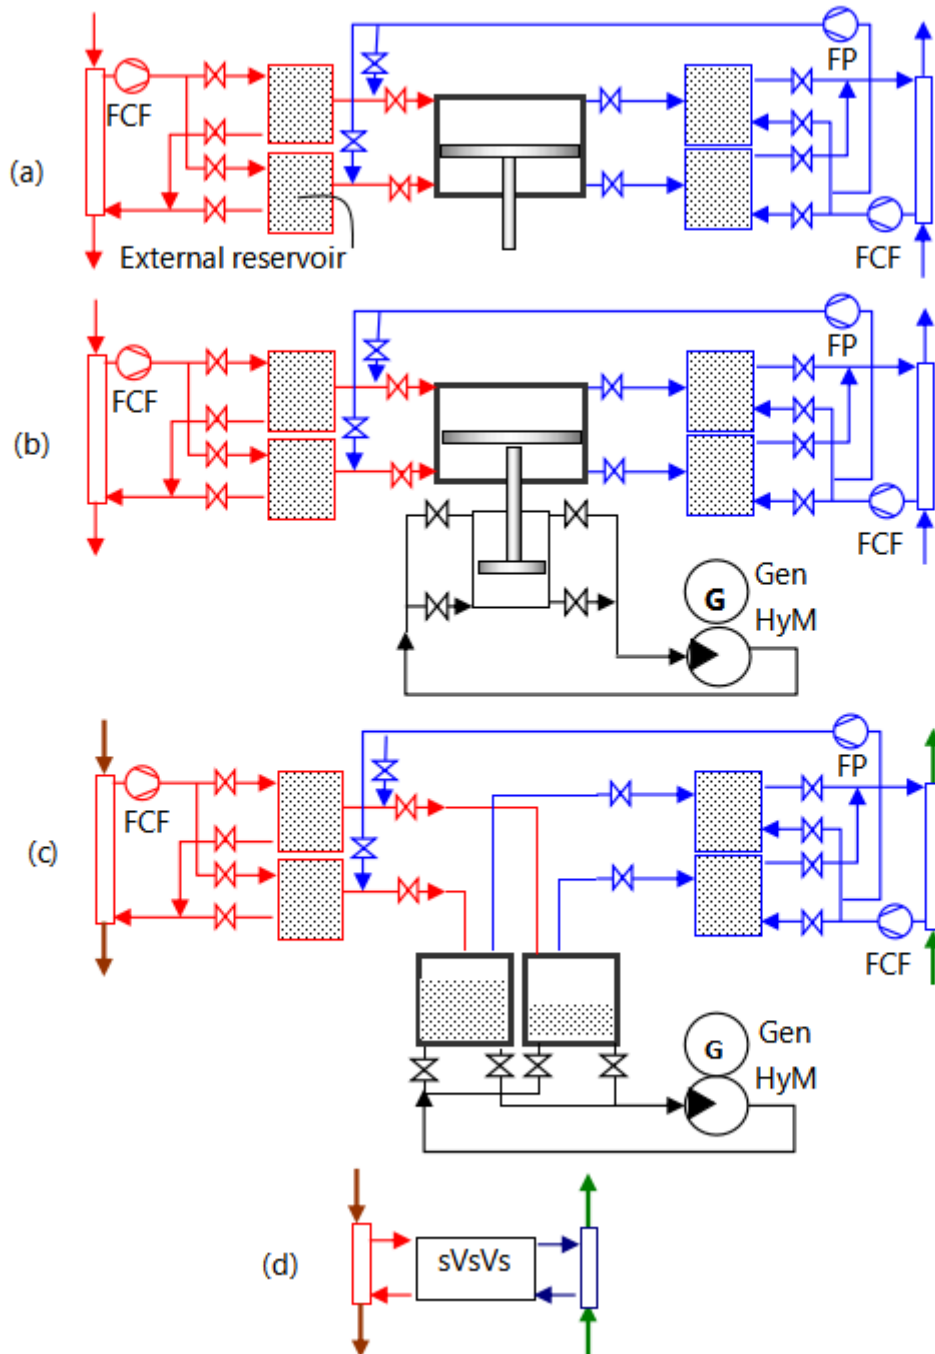 FCF
FP
(a)
External reservoir
FCF
FP
FCF
(b)
FCF
Gen
G
HyM
FP
FCF
(c)
FCF
Gen
G
HyM
(d)
sVsVs